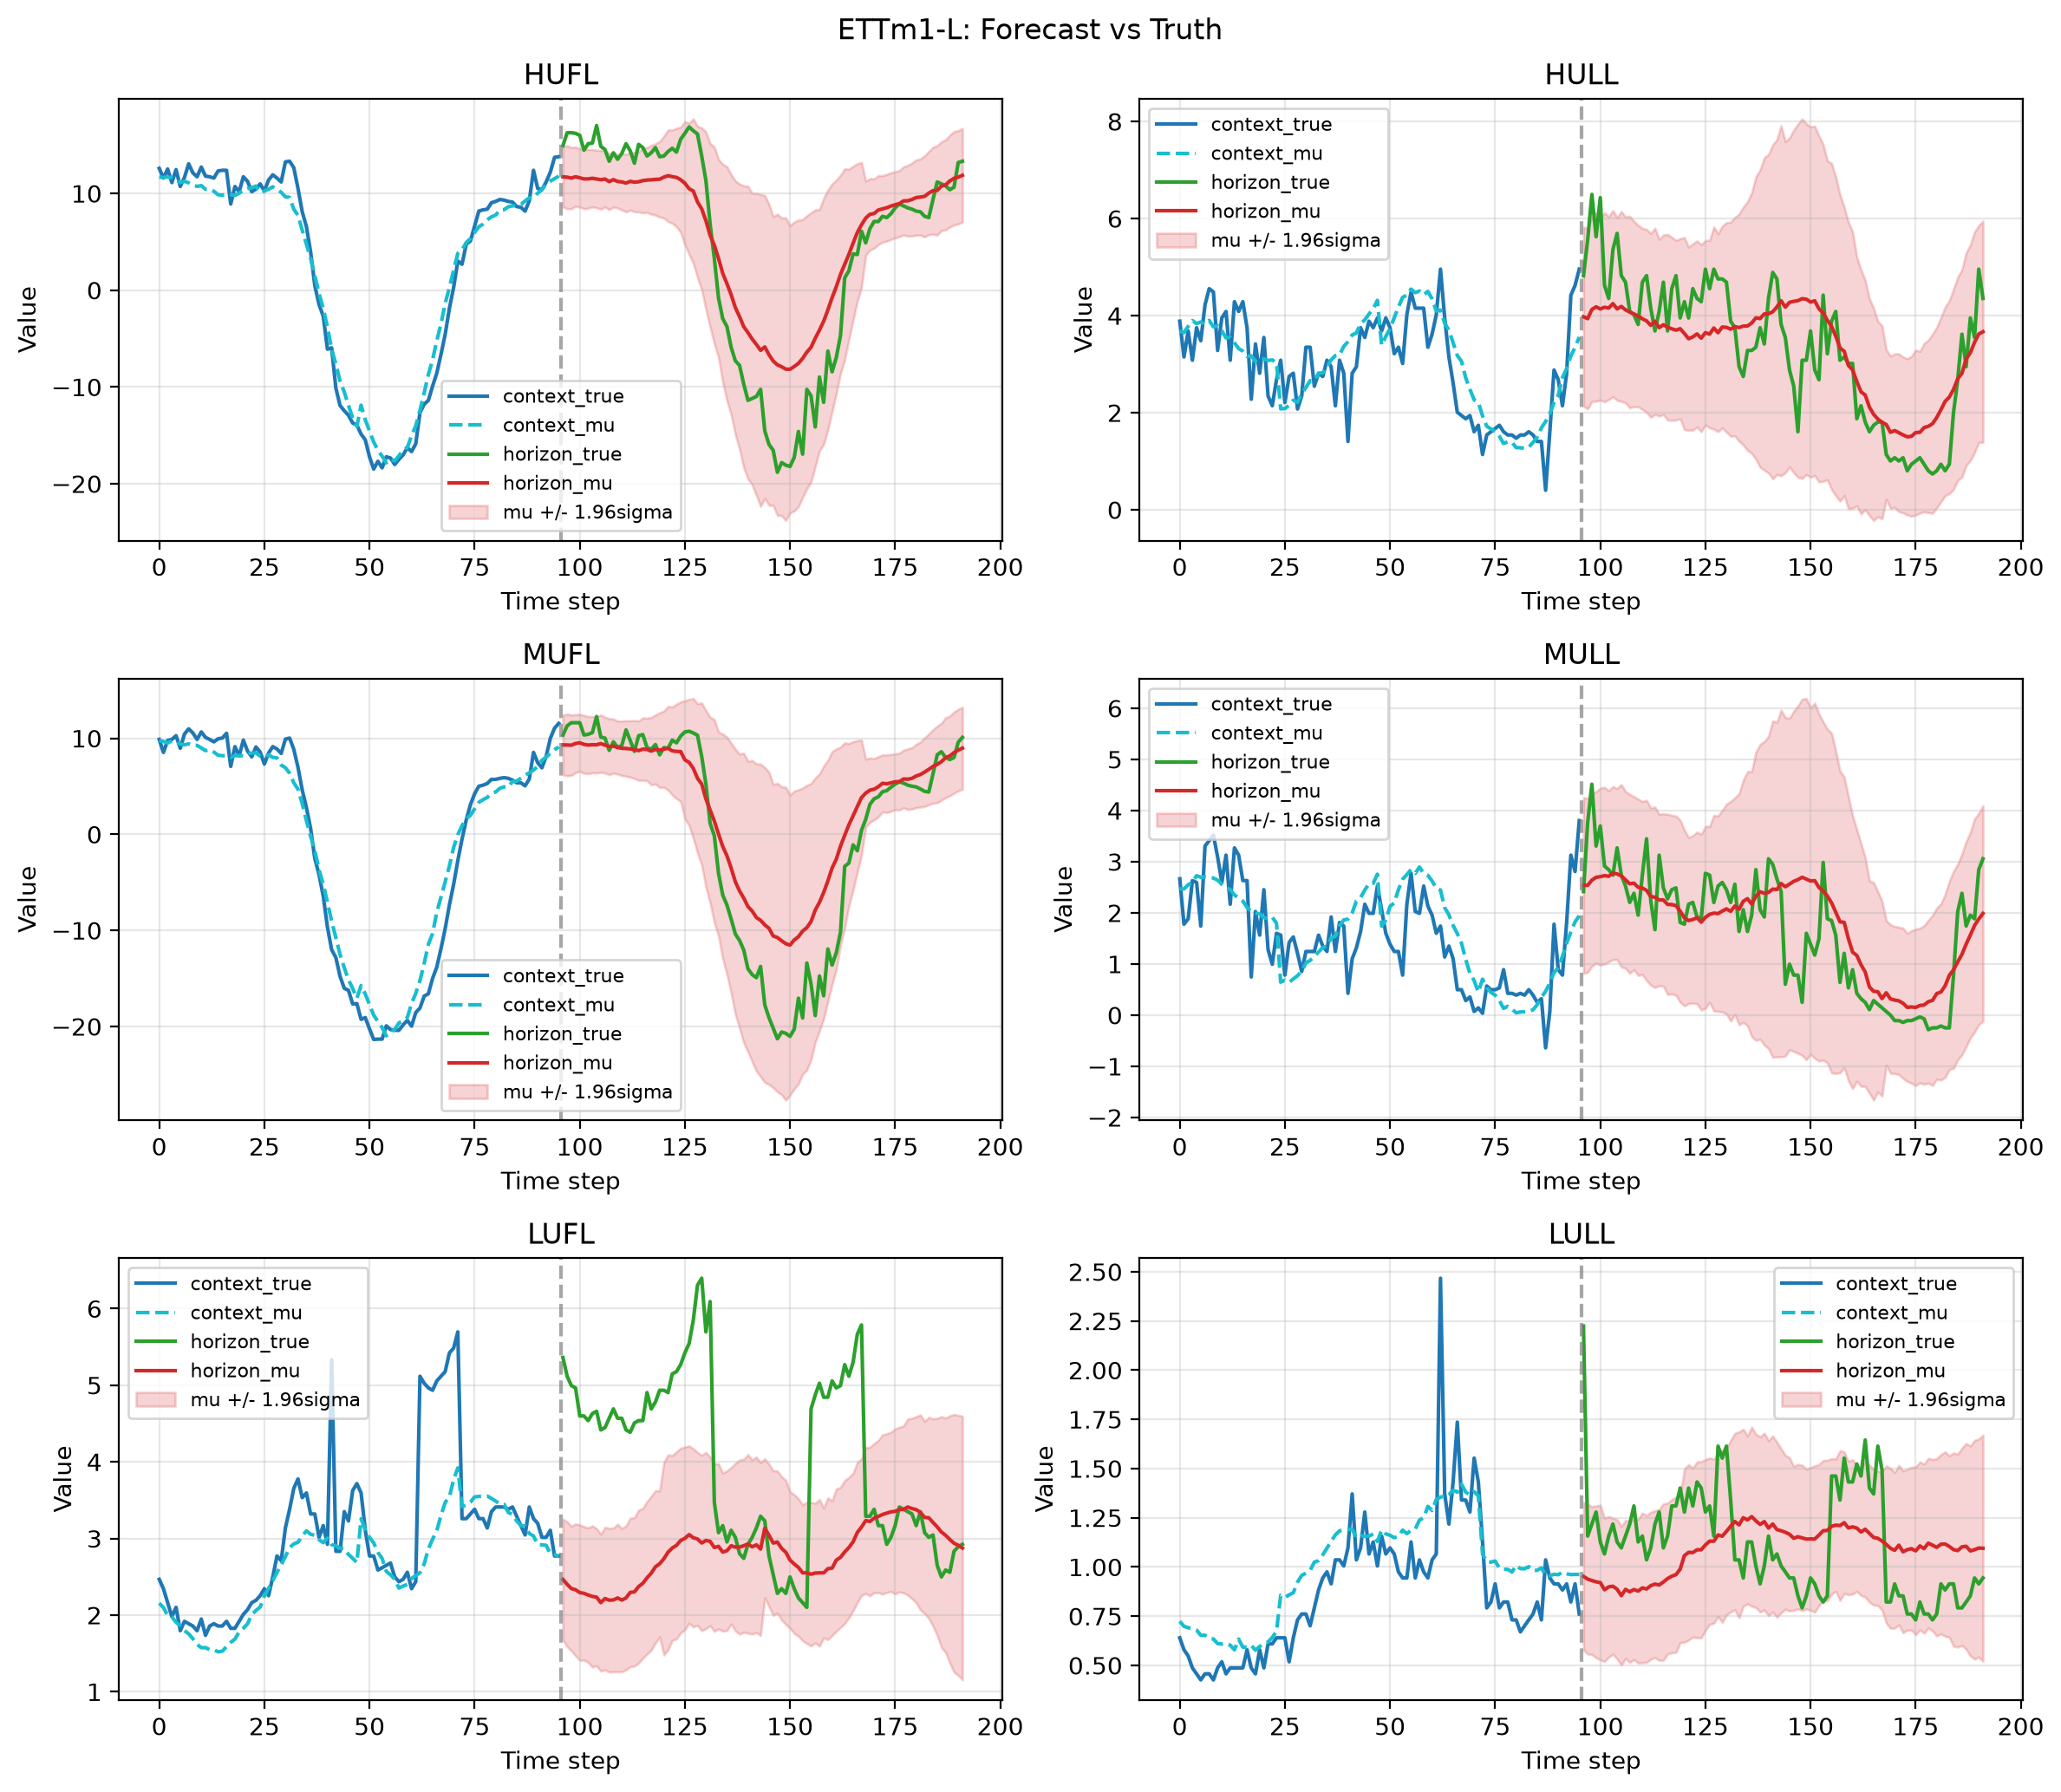 ETTm1-L: Forecast vs Truth
HUFL
Value
10
0
−10
−20
context_true
context_mu
horizon_true
horizon_mu
mu +/- 1.96sigma
0 25 50 75 100 125 150 175 200
Time step
HULL
Value
8
6
4
2
0
context_true
context_mu
horizon_true
horizon_mu
mu +/- 1.96sigma
0 25 50 75 100 125 150 175 200
Time step
MUFL
Value
10
0
−10
−20
context_true
context_mu
horizon_true
horizon_mu
mu +/- 1.96sigma
0 25 50 75 100 125 150 175 200
Time step
MULL
Value
6
5
4
3
2
1
0
−1
−2
context_true
context_mu
horizon_true
horizon_mu
mu +/- 1.96sigma
0 25 50 75 100 125 150 175 200
Time step
LUFL
Value
6
5
4
3
2
1
context_true
context_mu
horizon_true
horizon_mu
mu +/- 1.96sigma
0 25 50 75 100 125 150 175 200
Time step
LULL
Value
2.50
2.25
2.00
1.75
1.50
1.25
1.00
0.75
0.50
context_true
context_mu
horizon_true
horizon_mu
mu +/- 1.96sigma
0 25 50 75 100 125 150 175 200
Time step